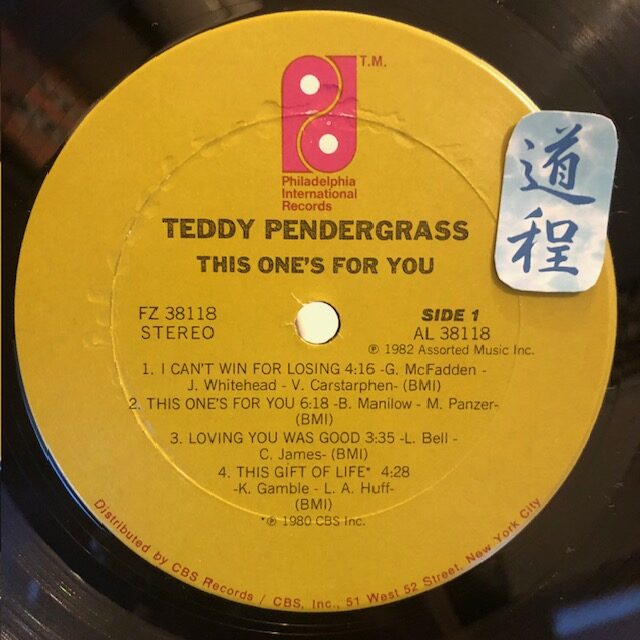 T.M.
Philadelphia
International
Records
TEDDY PENDERGRASS
THIS ONE'S FOR YOU
道程
FZ 38118
STEREO
SIDE 1
AL 38118
℗ 1982 Assorted Music Inc.
1. I CAN'T WIN FOR LOSING 4:16 -G. McFadden -
J. Whitehead - V. Carstarphen- (BMI)
2. THIS ONE'S FOR YOU 6:18 -B. Manilow - M. Panzer-
(BMI)
3. LOVING YOU WAS GOOD 3:35 -L. Bell -
C. James- (BMI)
4. THIS GIFT OF LIFE* 4:28
-K. Gamble - L. A. Huff-
(BMI)
*℗ 1980 CBS Inc.
Distributed by CBS Records / CBS, Inc., 51 West 52 Street, New York City